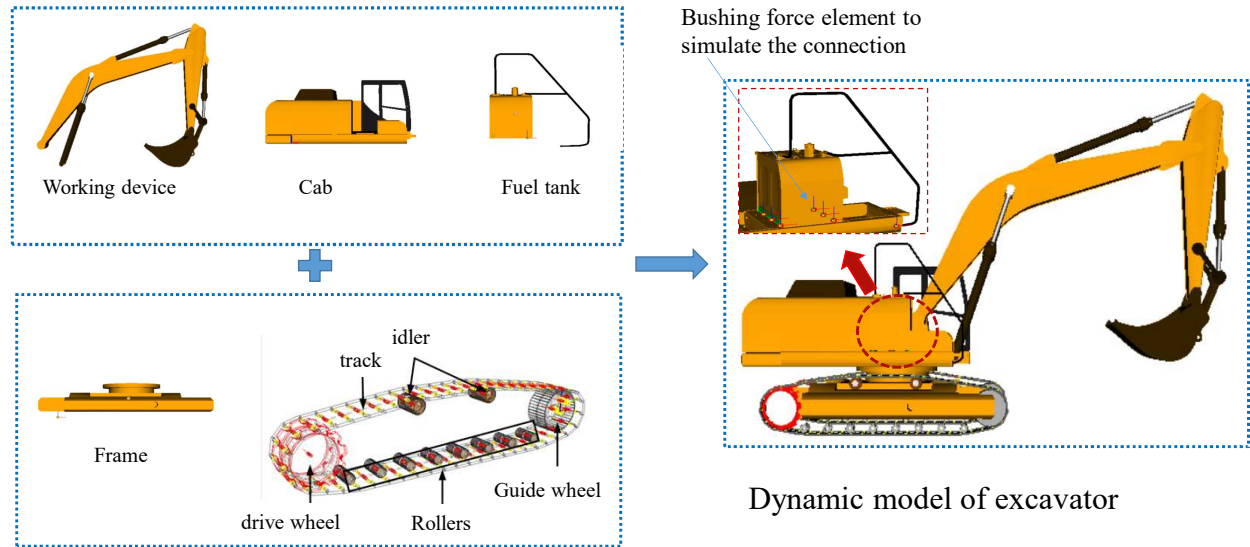 Bushing force element to
simulate the connection
Working device
Cab
Fuel tank
idler
track
Frame
Guide wheel
drive wheel
Rollers
Dynamic model of excavator